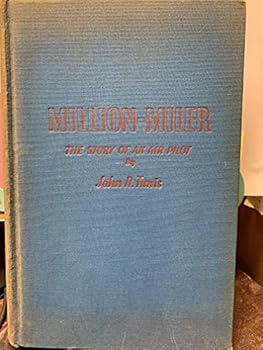 MILLION-MILER
THE STORY OF AN AIR PILOT
by
John R. Tunis